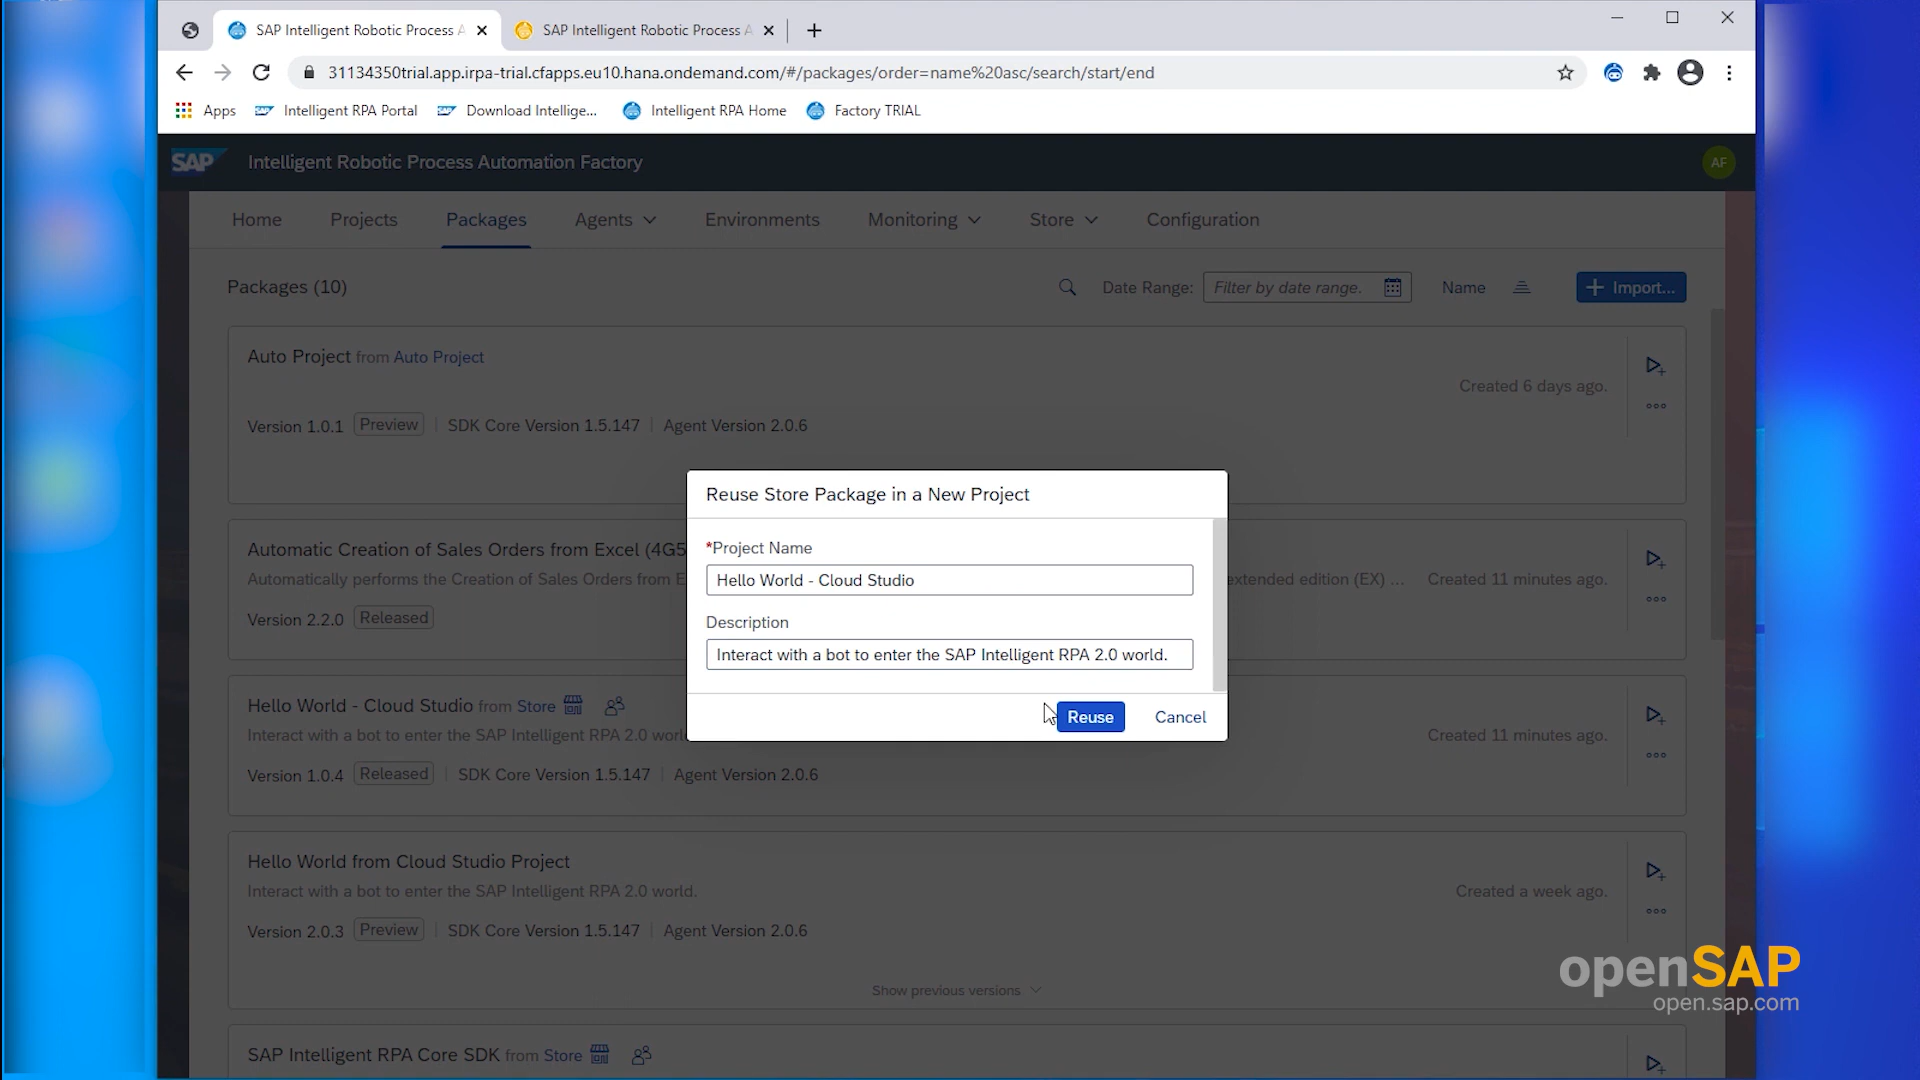 SAP Intelligent Robotic Process A
SAP Intelligent Robotic Process A
31134350trial.app.irpa-trial.cfapps.eu10.hana.ondemand.com/#/packages/order=name%20asc/search/start/end
Apps
Intelligent RPA Portal
Download Intellige...
Intelligent RPA Home
Factory TRIAL
SAP
Intelligent Robotic Process Automation Factory
AF
Home
Projects
Packages
Agents
Environments
Monitoring
Store
Configuration
Packages (10)
Date Range:
Filter by date range.
Name
Import...
Auto Project from Auto Project
Created 6 days ago.
Version 1.0.1 Preview SDK Core Version 1.5.147 Agent Version 2.0.6
Reuse Store Package in a New Project
*Project Name
Hello World - Cloud Studio
Description
Interact with a bot to enter the SAP Intelligent RPA 2.0 world.
Reuse
Cancel
Automatic Creation of Sales Orders from Excel (4G5
Automatically performs the Creation of Sales Orders from E
extended edition (EX) ...
Created 11 minutes ago.
Version 2.2.0 Released
Hello World - Cloud Studio from Store
Interact with a bot to enter the SAP Intelligent RPA 2.0 worl
Created 11 minutes ago.
Version 1.0.4 Released SDK Core Version 1.5.147 Agent Version 2.0.6
Hello World from Cloud Studio Project
Interact with a bot to enter the SAP Intelligent RPA 2.0 world.
Created a week ago.
Version 2.0.3 Preview SDK Core Version 1.5.147 Agent Version 2.0.6
Show previous versions
SAP Intelligent RPA Core SDK from Store
openSAP
open.sap.com